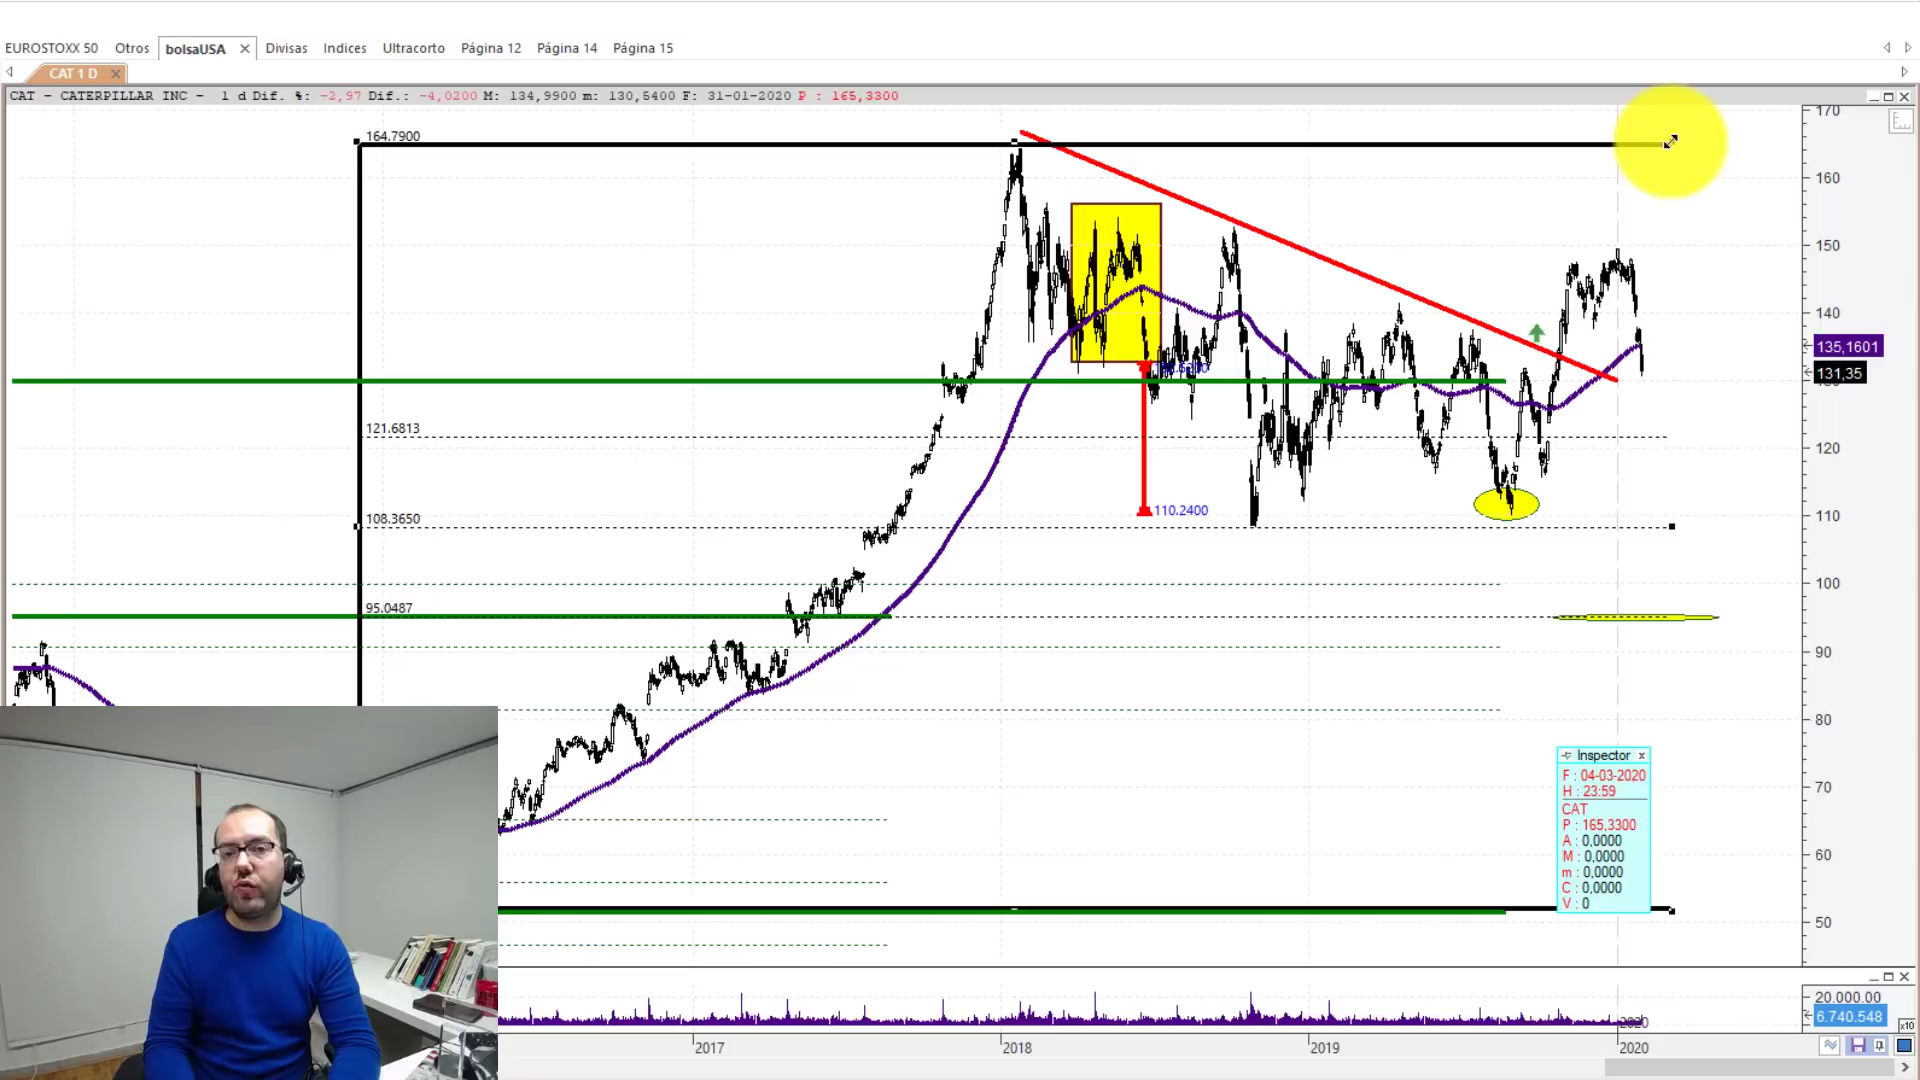 EUROSTOXX 50 Otros bolsaUSA Divisas Indices Ultracorto Página 12 Página 14 Página 15
CAT 1 D
CAT - CATERPILLAR INC - 1 d Dif. %: -2,97 Dif.: -4,0200 M: 134,9900 m: 130,5400 F: 31-01-2020 P : 165,3300
170
164.7900
160
150
140
135,1601
131,35
121.6813
120
110.2400
110
108.3650
100
95.0487
90
80
70
60
50
Inspector x
F : 04-03-2020
H : 23:59
CAT
P : 165,3300
A : 0,0000
M : 0,0000
m : 0,0000
C : 0,0000
V : 0
20.000.00
6.740.548
x10
2020
2017 2018 2019 2020